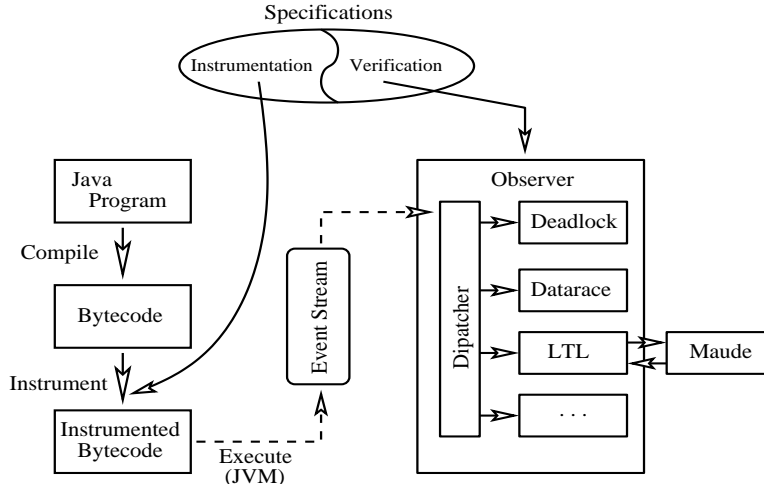 Specifications
Instrumentation
Verification
Java
Program
Compile
Bytecode
Instrument
Instrumented
Bytecode
Execute
(JVM)
Event Stream
Observer
Dipatcher
Deadlock
Datarace
LTL
. . .
Maude